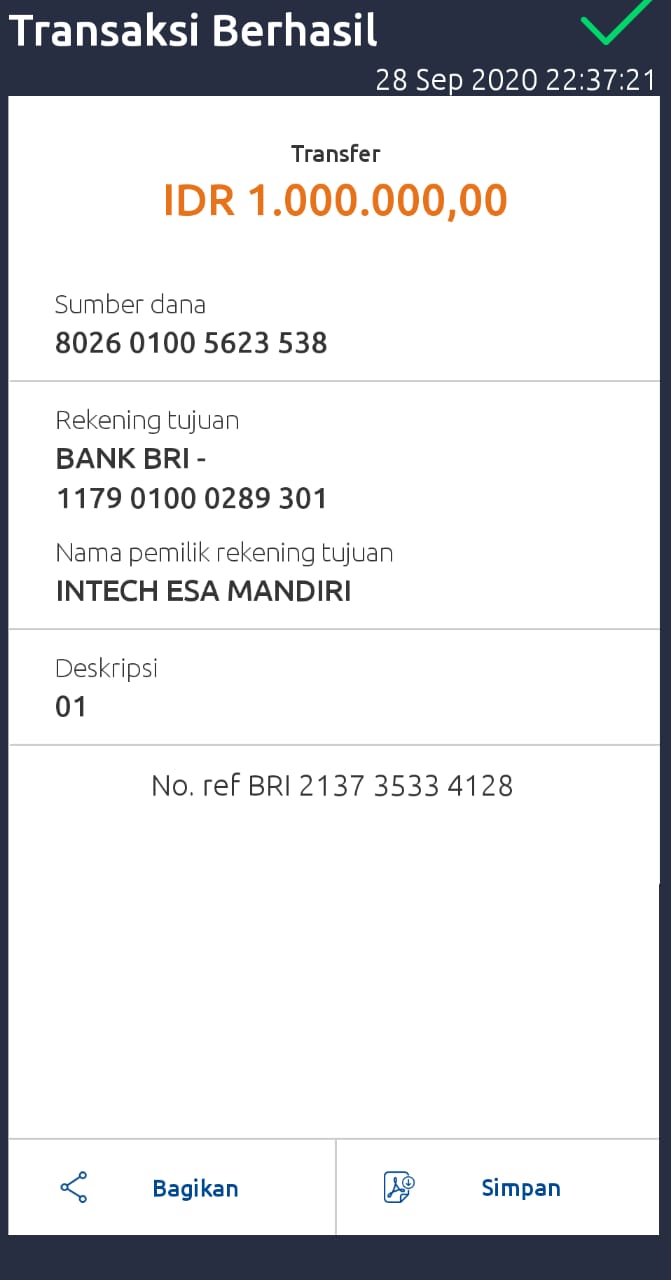 Transaksi Berhasil
28 Sep 2020 22:37:21
Transfer
IDR 1.000.000,00
Sumber dana
8026 0100 5623 538
Rekening tujuan
BANK BRI -
1179 0100 0289 301
Nama pemilik rekening tujuan
INTECH ESA MANDIRI
Deskripsi
01
No. ref BRI 2137 3533 4128
Bagikan
Simpan